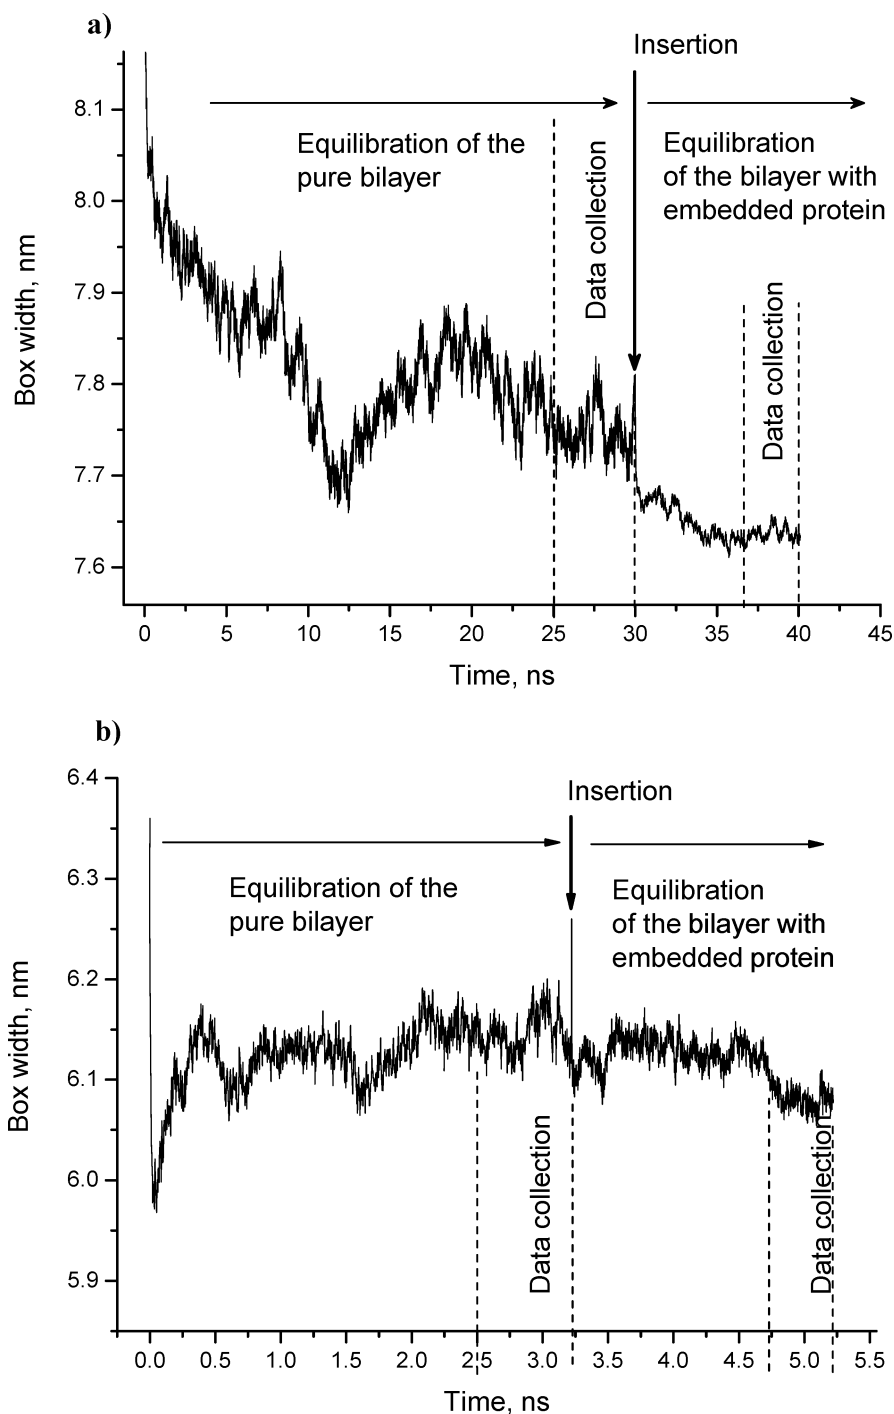 a)
Insertion
Equilibration of the
pure bilayer
Data collection
Equilibration
of the bilayer with
embedded protein
Data collection
Box width, nm
8.1
8.0
7.9
7.8
7.7
7.6
0 5 10 15 20 25 30 35 40 45
Time, ns
b)
Insertion
Equilibration of the
pure bilayer
Equilibration
of the bilayer with
embedded protein
Data collection
Data collection
Box width, nm
6.4
6.3
6.2
6.1
6.0
5.9
0.0 0.5 1.0 1.5 2.0 2.5 3.0 3.5 4.0 4.5 5.0 5.5
Time, ns